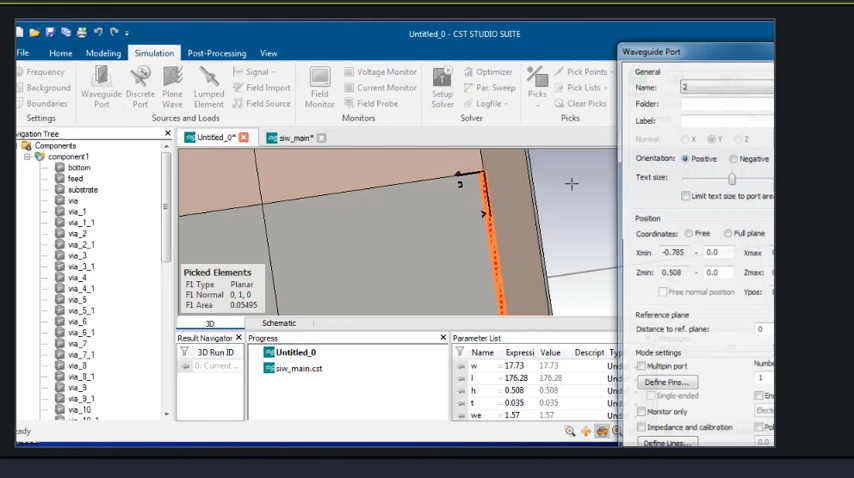 Untitled_0 - CST STUDIO SUITE
File Home Modeling Simulation Post-Processing View
Frequency
Background
Boundaries
Settings
Waveguide Port
Discrete Port
Plane Wave
Lumped Element
Signal
Field Import
Field Source
Sources and Loads
Field Monitor
Voltage Monitor
Current Monitor
Field Probe
Monitors
Setup Solver
Optimizer
Par. Sweep
Logfile
Solver
Picks
Pick Points
Pick Lists
Clear Picks
Picks
vigation Tree
Components
component1
bottom
feed
substrate
via
via_1
via_1_1
via_2
via_2_1
via_3
via_3_1
via_4
via_4_1
via_5
via_5_1
via_6
via_6_1
via_7
via_7_1
via_8
via_8_1
via_9
via_9_1
via_10
Untitled_0*
siw_main*
Picked Elements
F1 Type Planar
F1 Normal 0, 1, 0
F1 Area 0.05495
3D
Schematic
Result Navigator
3D Run ID
0: Current ...
Progress
Untitled_0
siw_main.cst
Parameter List
Name Expressi Value Descript Ty
w = 17.73 17.73 Und
l = 176.28 176.28 Und
h = 0.508 0.508 Und
t = 0.035 0.035 Und
we = 1.57 1.57 Und
eady
Waveguide Port
General
Name: 2
Folder:
Label:
Normal: X Y Z
Orientation: Positive Negative
Text size:
Limit text size to port area
Position
Coordinates: Free Full plane
Xmin -0.785 - 0.0 Xmax
Zmin: 0.508 - 0.0 Zmax:
Free normal position Ypos:
Reference plane
Distance to ref. plane: 0
Mode settings
Multipin port Number
Define Pins... 1
Single-ended
Monitor only
Impedance and calibration
Define Lines... 0.0